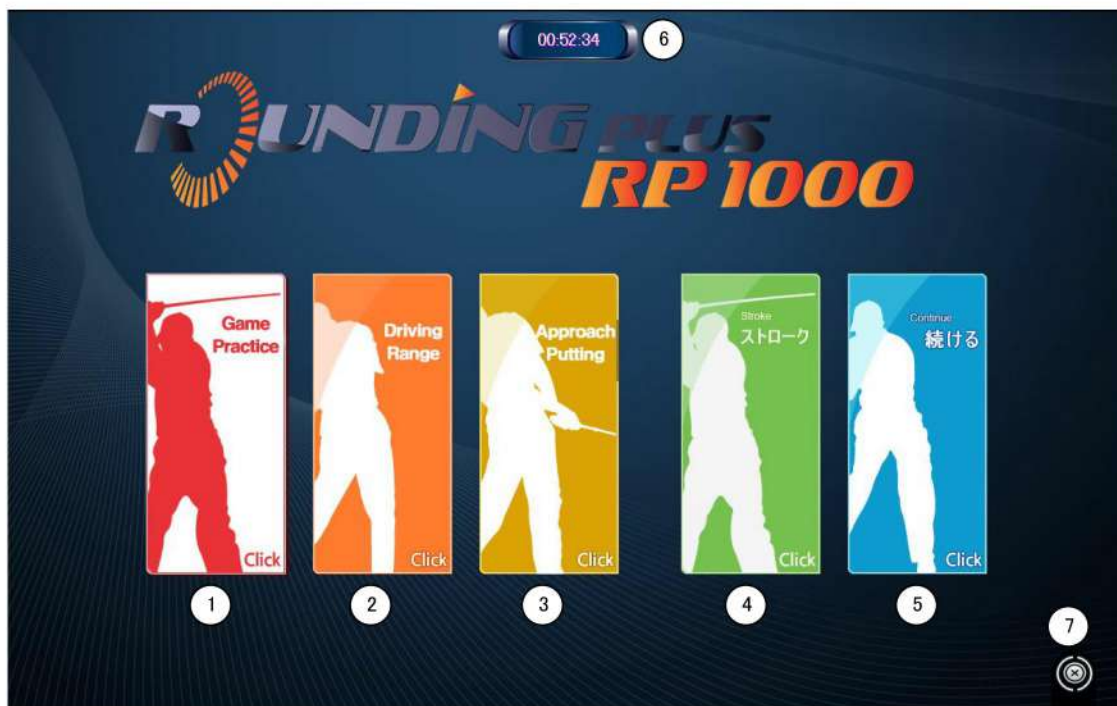 00:52:34
6
ROUNDING PLUS
RP 1000
Game
Practice
Click
Driving
Range
Click
Approach
Putting
Click
Stroke
ストローク
Click
Continue
続ける
Click
1
2
3
4
5
7